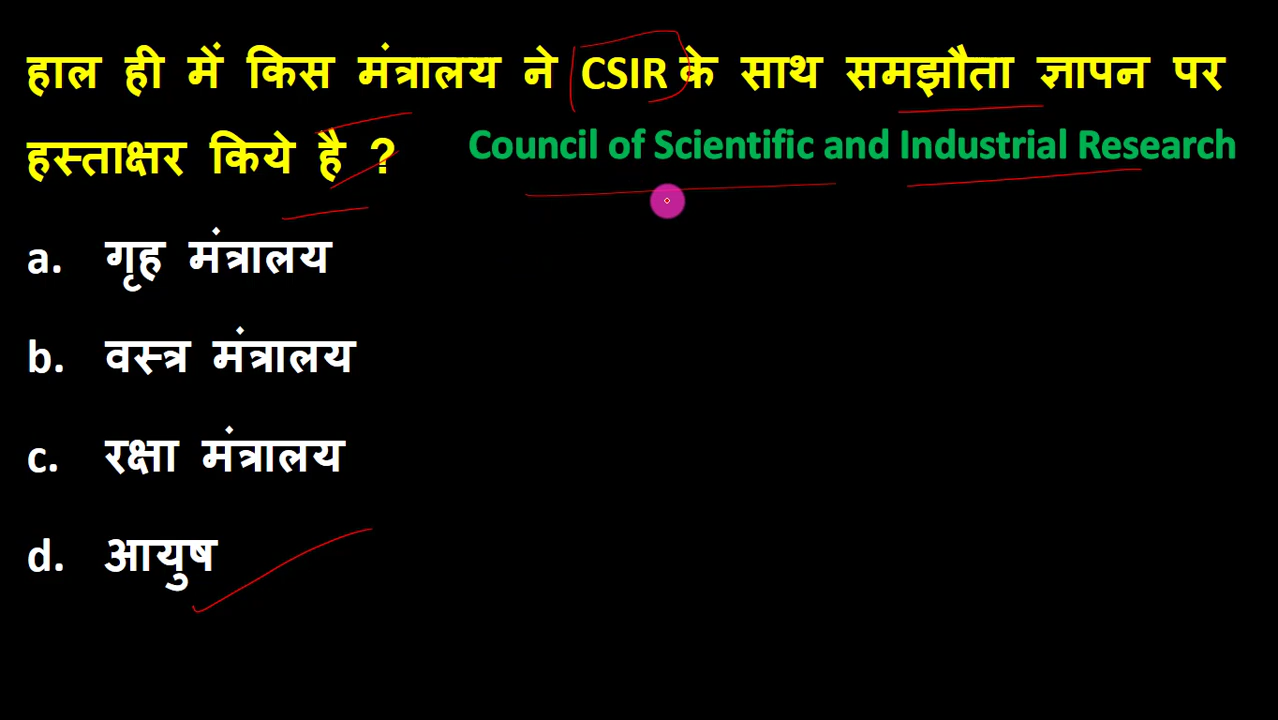 हाल ही में किस मंत्रालय ने CSIR के साथ समझौता ज्ञापन पर
हस्ताक्षर किये है ? Council of Scientific and Industrial Research
a. गृह मंत्रालय
b. वस्त्र मंत्रालय
c. रक्षा मंत्रालय
d. आयुष